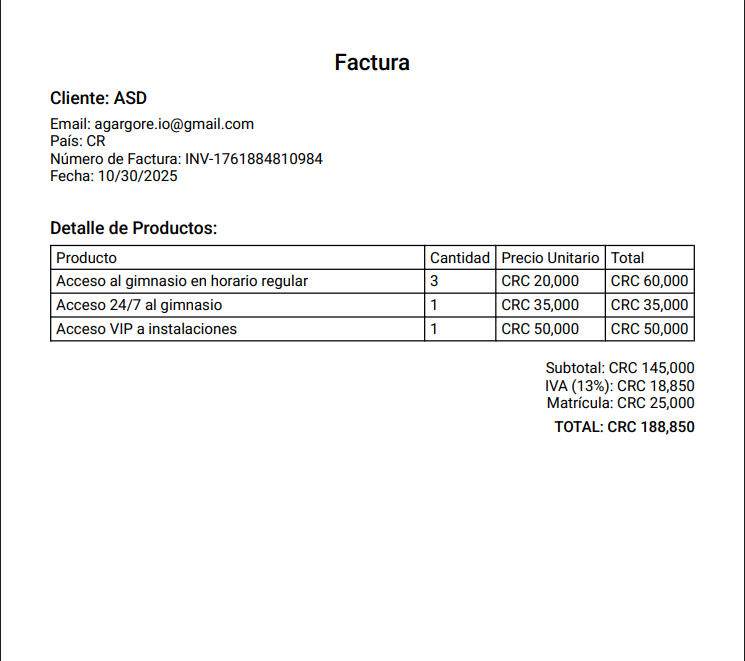 Factura
Cliente: ASD
Email: agargore.io@gmail.com
País: CR
Número de Factura: INV-1761884810984
Fecha: 10/30/2025
Detalle de Productos:
Producto Cantidad Precio Unitario Total
Acceso al gimnasio en horario regular 3 CRC 20,000 CRC 60,000
Acceso 24/7 al gimnasio 1 CRC 35,000 CRC 35,000
Acceso VIP a instalaciones 1 CRC 50,000 CRC 50,000
Subtotal: CRC 145,000
IVA (13%): CRC 18,850
Matrícula: CRC 25,000
TOTAL: CRC 188,850